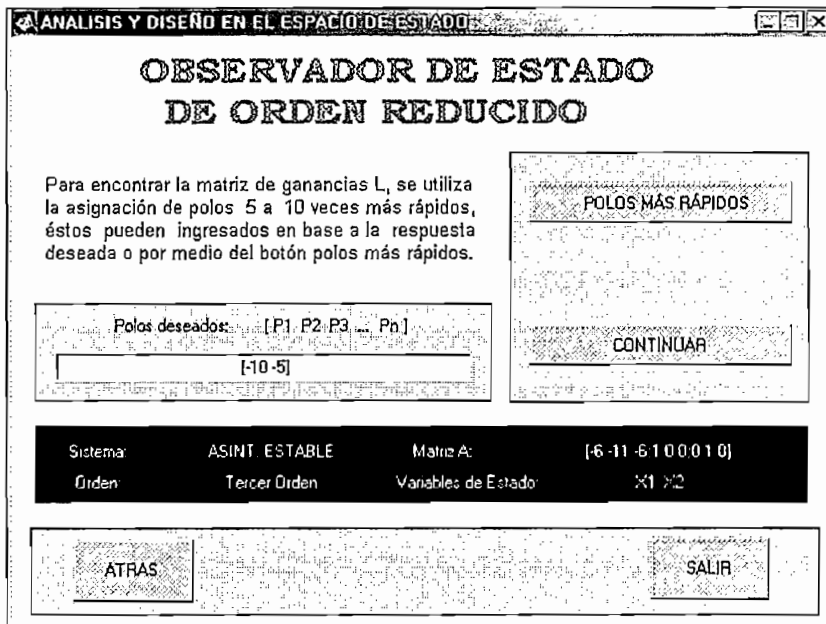 ANALISIS Y DISEÑO EN EL ESPACIO DE ESTADO
OBSERVADOR DE ESTADO
DE ORDEN REDUCIDO
Para encontrar la matriz de ganancias L, se utiliza
la asignación de polos 5 a 10 veces más rápidos,
éstos pueden ingresados en base a la respuesta
deseada o por medio del botón polos más rápidos.
POLOS MÁS RÁPIDOS
CONTINUAR
Polos deseados: [ P1 P2 P3 ... Pn ]
[-10 -5]
Sistema: ASINT. ESTABLE Matriz A: [-6 -11 -6;1 0 0;0 1 0]
Orden: Tercer Orden Variables de Estado: X1 X2
ATRAS
SALIR